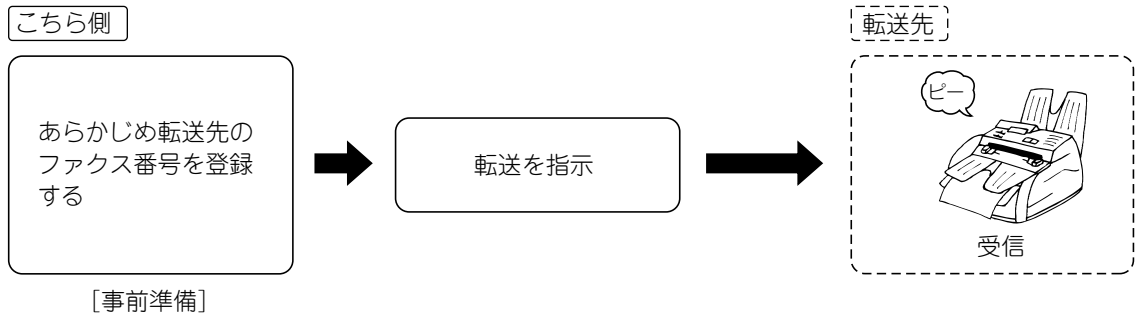 こちら側
転送先
あらかじめ転送先の
ファクス番号を登録
する
転送を指示
ピー
受信
[事前準備]